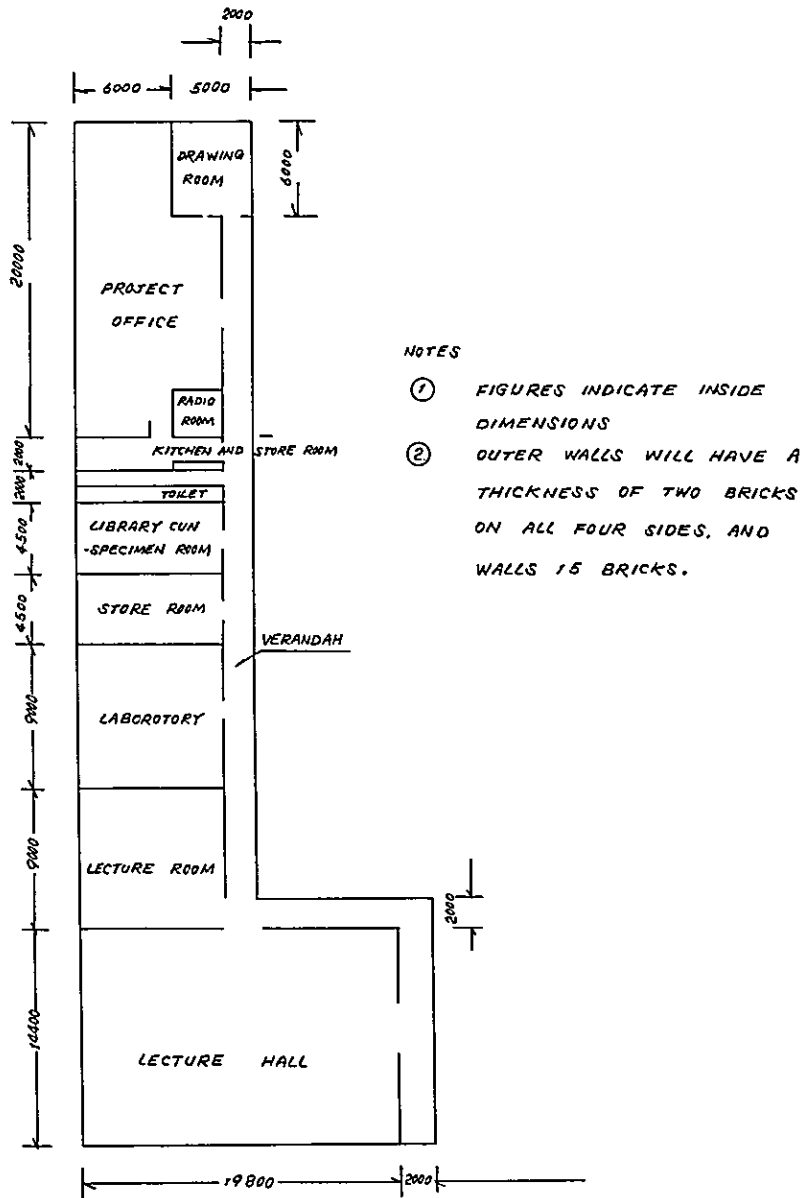 2000
6000
5000
DRAWING
ROOM
6000
20000
PROJECT
OFFICE
NOTES
① FIGURES INDICATE INSIDE
DIMENSIONS
② OUTER WALLS WILL HAVE A
THICKNESS OF TWO BRICKS
ON ALL FOUR SIDES, AND
WALLS 15 BRICKS.
RADIO
ROOM
2000
KITCHEN AND STORE ROOM
2000
TOILET
4500
LIBRARY CUN
-SPECIMEN ROOM
4500
STORE ROOM
VERANDAH
9000
LABOROTORY
9000
LECTURE ROOM
2000
14400
LECTURE HALL
19800
2000